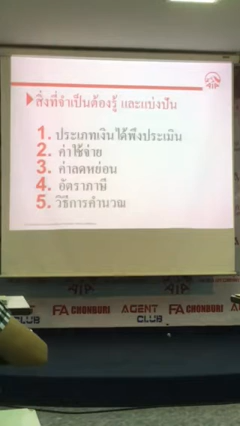 AIA
สิ่งที่จำเป็นต้องรู้ และแบ่งปัน
1. ประเภทเงินได้พึงประเมิน
2. ค่าใช้จ่าย
3. ค่าลดหย่อน
4. อัตราภาษี
5. วิธีการคำนวณ
FA CHONBURI AGENT FA CHONBURI
CLUB CLUB